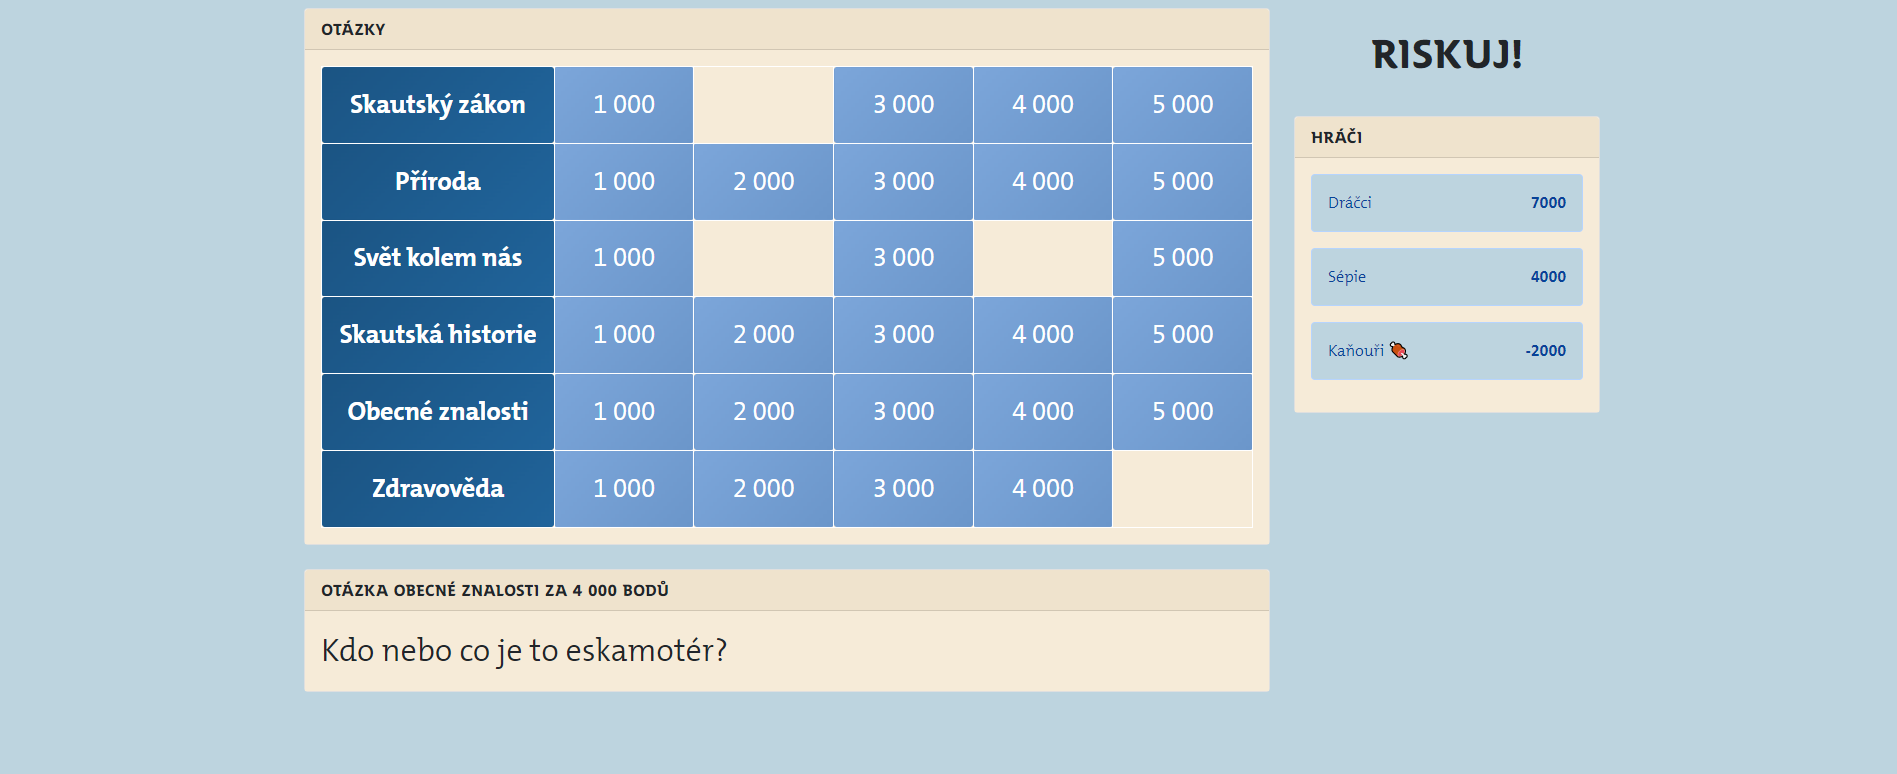 OTÁZKY
Skautský zákon 1 000 3 000 4 000 5 000
Příroda 1 000 2 000 3 000 4 000 5 000
Svět kolem nás 1 000 3 000 5 000
Skautská historie 1 000 2 000 3 000 4 000 5 000
Obecné znalosti 1 000 2 000 3 000 4 000 5 000
Zdravověda 1 000 2 000 3 000 4 000
OTÁZKA OBECNÉ ZNALOSTI ZA 4 000 BODŮ
Kdo nebo co je to eskamotér?
RISKUJ!
HRÁČI
Dráčci 7000
Sépie 4000
Kaňouři 🍖 -2000